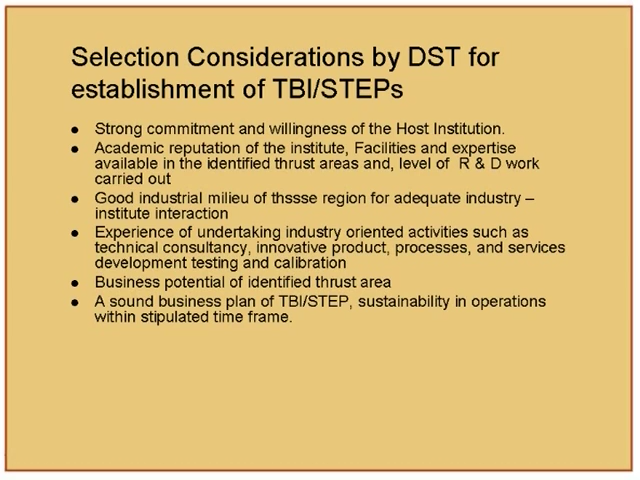 Selection Considerations by DST for
establishment of TBI/STEPs
● Strong commitment and willingness of the Host Institution.
● Academic reputation of the institute, Facilities and expertise
available in the identified thrust areas and, level of R & D work
carried out
● Good industrial milieu of thssse region for adequate industry –
institute interaction
● Experience of undertaking industry oriented activities such as
technical consultancy, innovative product, processes, and services
development testing and calibration
● Business potential of identified thrust area
● A sound business plan of TBI/STEP, sustainability in operations
within stipulated time frame.